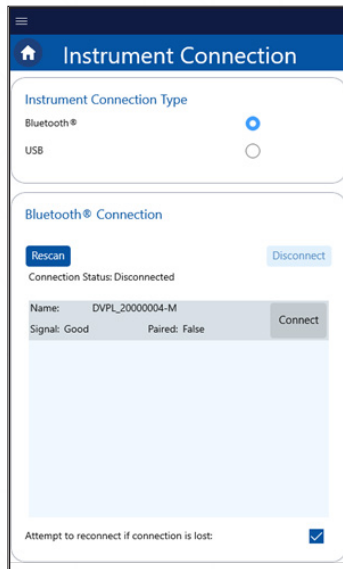 Instrument Connection
Instrument Connection Type
Bluetooth®
USB
Bluetooth® Connection
Rescan Disconnect
Connection Status: Disconnected
Name: DVPL_20000004-M
Connect
Signal: Good Paired: False
Attempt to reconnect if connection is lost: